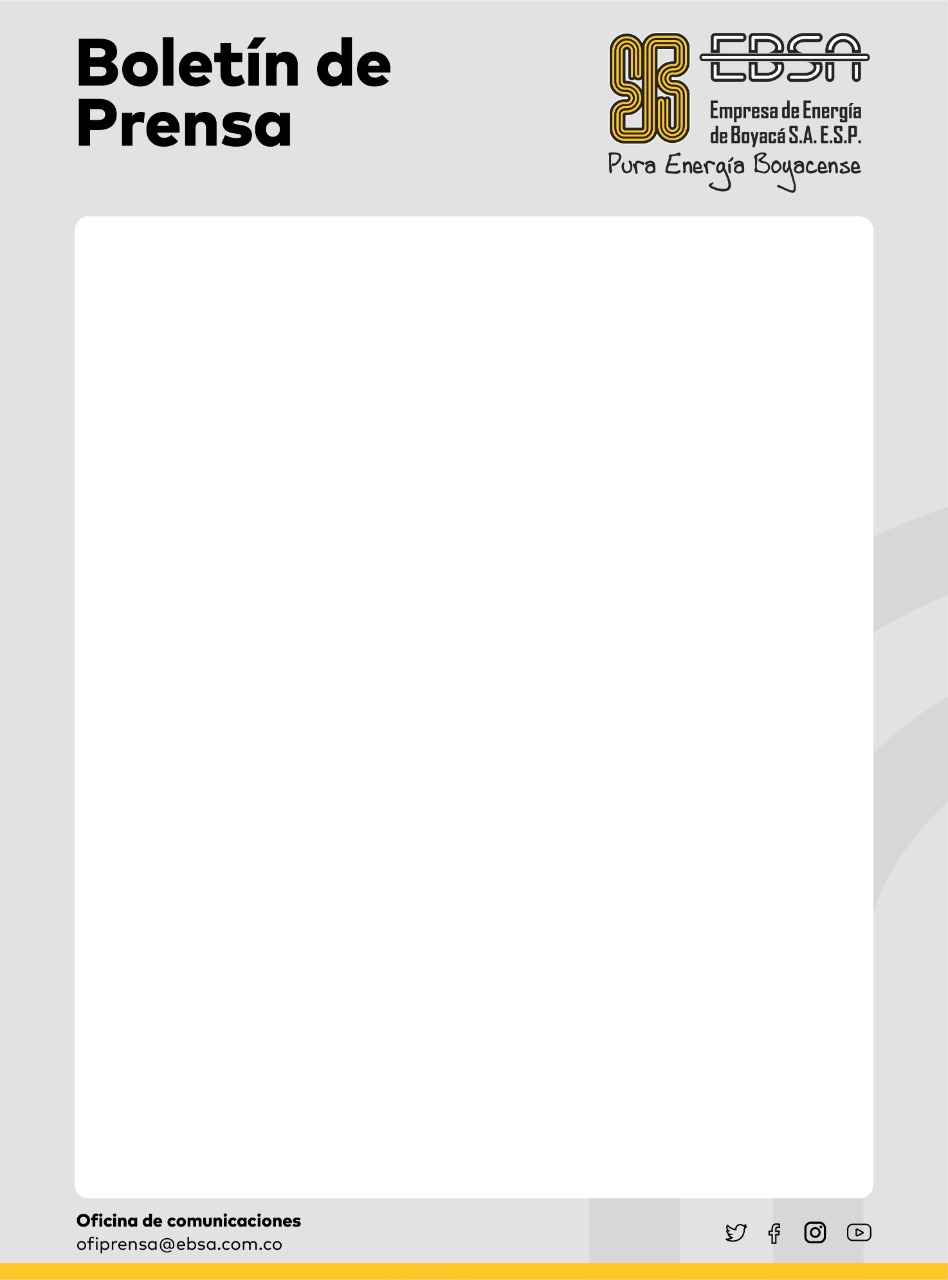 Boletín de
Prensa
EBSA
Empresa de Energía
de Boyacá S.A. E.S.P.
Pura Energía Boyacense
Oficina de comunicaciones
ofiprensa@ebsa.com.co